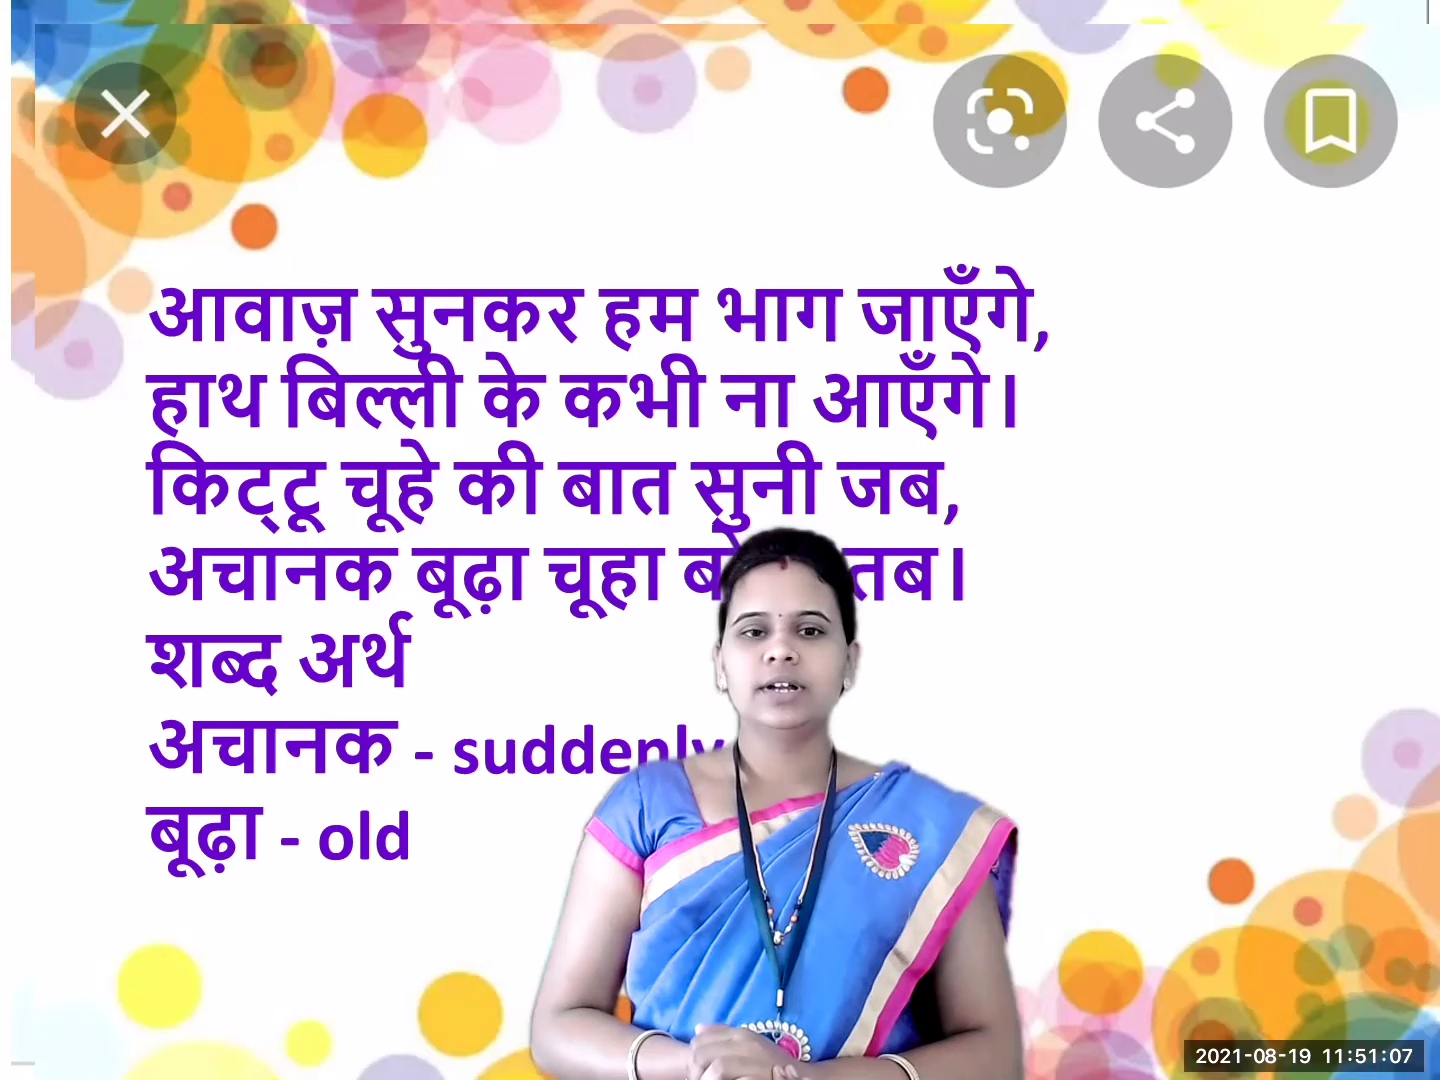 आवाज़ सुनकर हम भाग जाएँगे,
हाथ बिल्ली के कभी ना आएँगे।
किट्टू चूहे की बात सुनी जब,
अचानक बूढ़ा चूहा तब।
शब्द अर्थ
अचानक - suddenly
बूढ़ा - old
2021-08-19 11:51:07